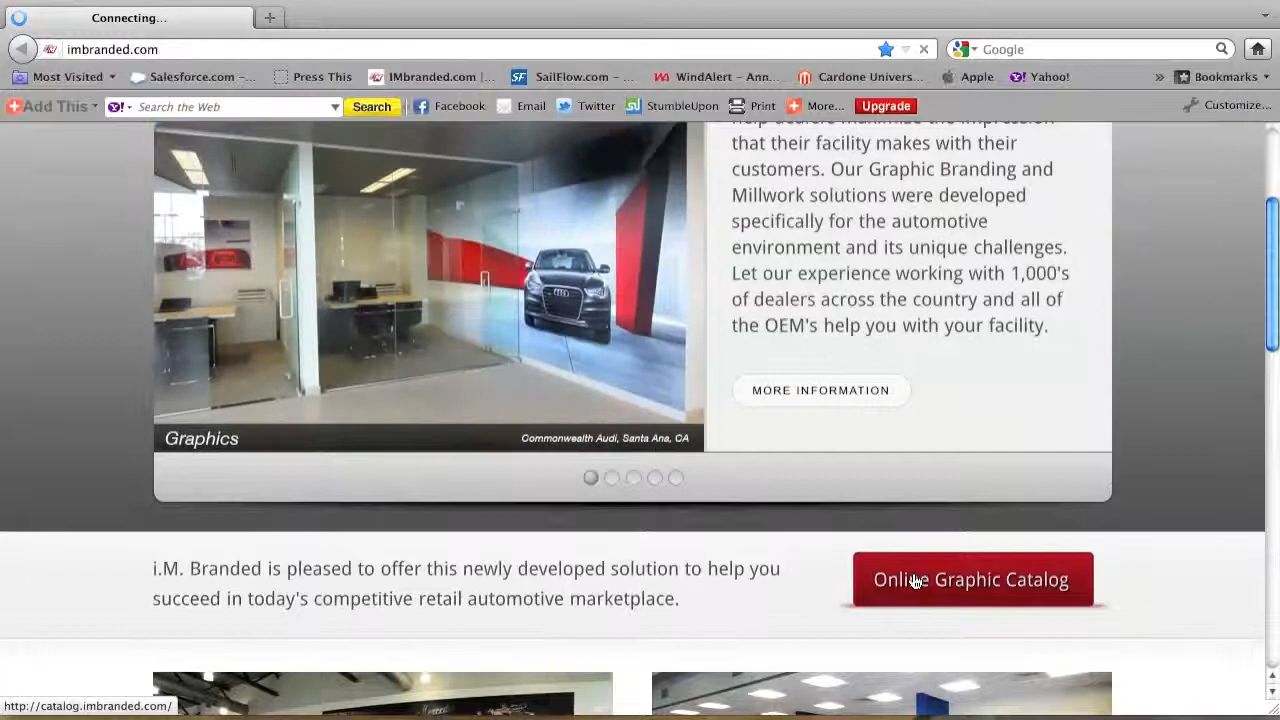 Connecting...
imbranded.com
Google
Most Visited
Salesforce.com –...
Press This
IMbranded.com |...
SailFlow.com – ...
WindAlert – Ann...
Cardone Univers...
Apple
Yahoo!
»
Bookmarks
Add This
Y!
Search the Web
Search
Facebook
Email
Twitter
StumbleUpon
Print
More...
Upgrade
Customize...
help dealers maximize the impression
that their facility makes with their
customers. Our Graphic Branding and
Millwork solutions were developed
specifically for the automotive
environment and its unique challenges.
Let our experience working with 1,000's
of dealers across the country and all of
the OEM's help you with your facility.
MORE INFORMATION
Graphics
Commonwealth Audi, Santa Ana, CA
i.M. Branded is pleased to offer this newly developed solution to help you
succeed in today's competitive retail automotive marketplace.
Online Graphic Catalog
http://catalog.imbranded.com/